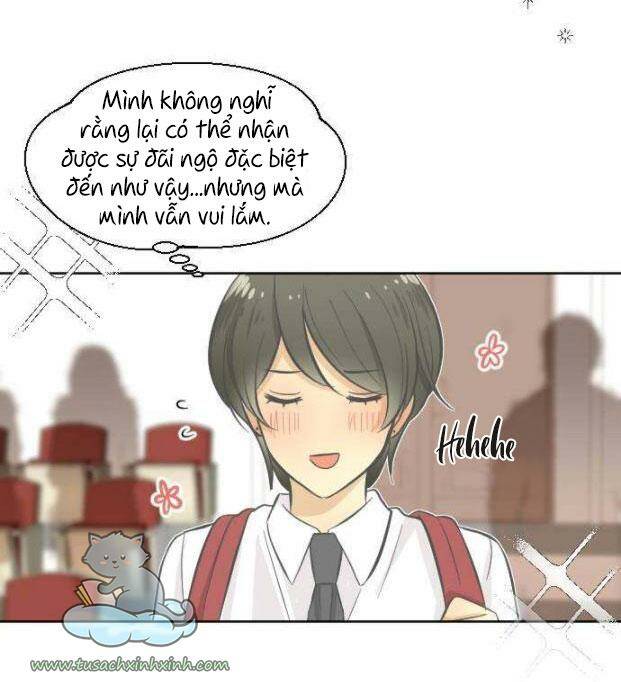 Mình không nghĩ
rằng lại có thể nhận
được sự đãi ngộ đặc biệt
đến như vậy...nhưng mà
mình vẫn vui lắm.
Hehehe
www.tusachxinhxinh.com